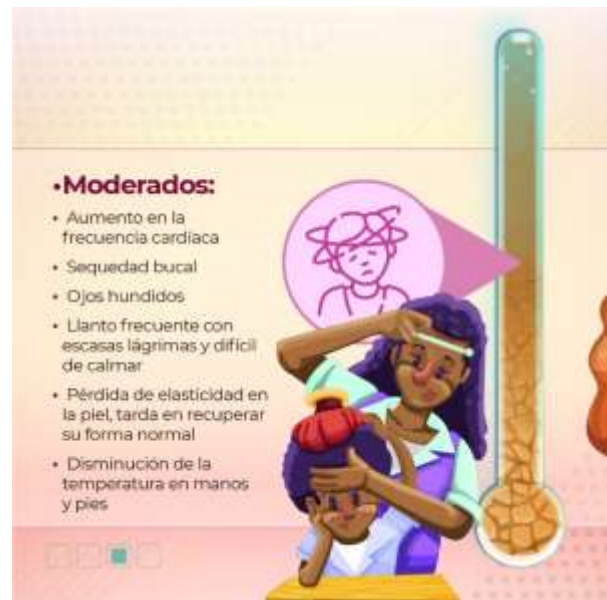 •Moderados:
• Aumento en la
frecuencia cardíaca
• Sequedad bucal
• Ojos hundidos
• Llanto frecuente con
escasas lágrimas y difícil
de calmar
• Pérdida de elasticidad en
la piel, tarda en recuperar
su forma normal
• Disminución de la
temperatura en manos
y pies